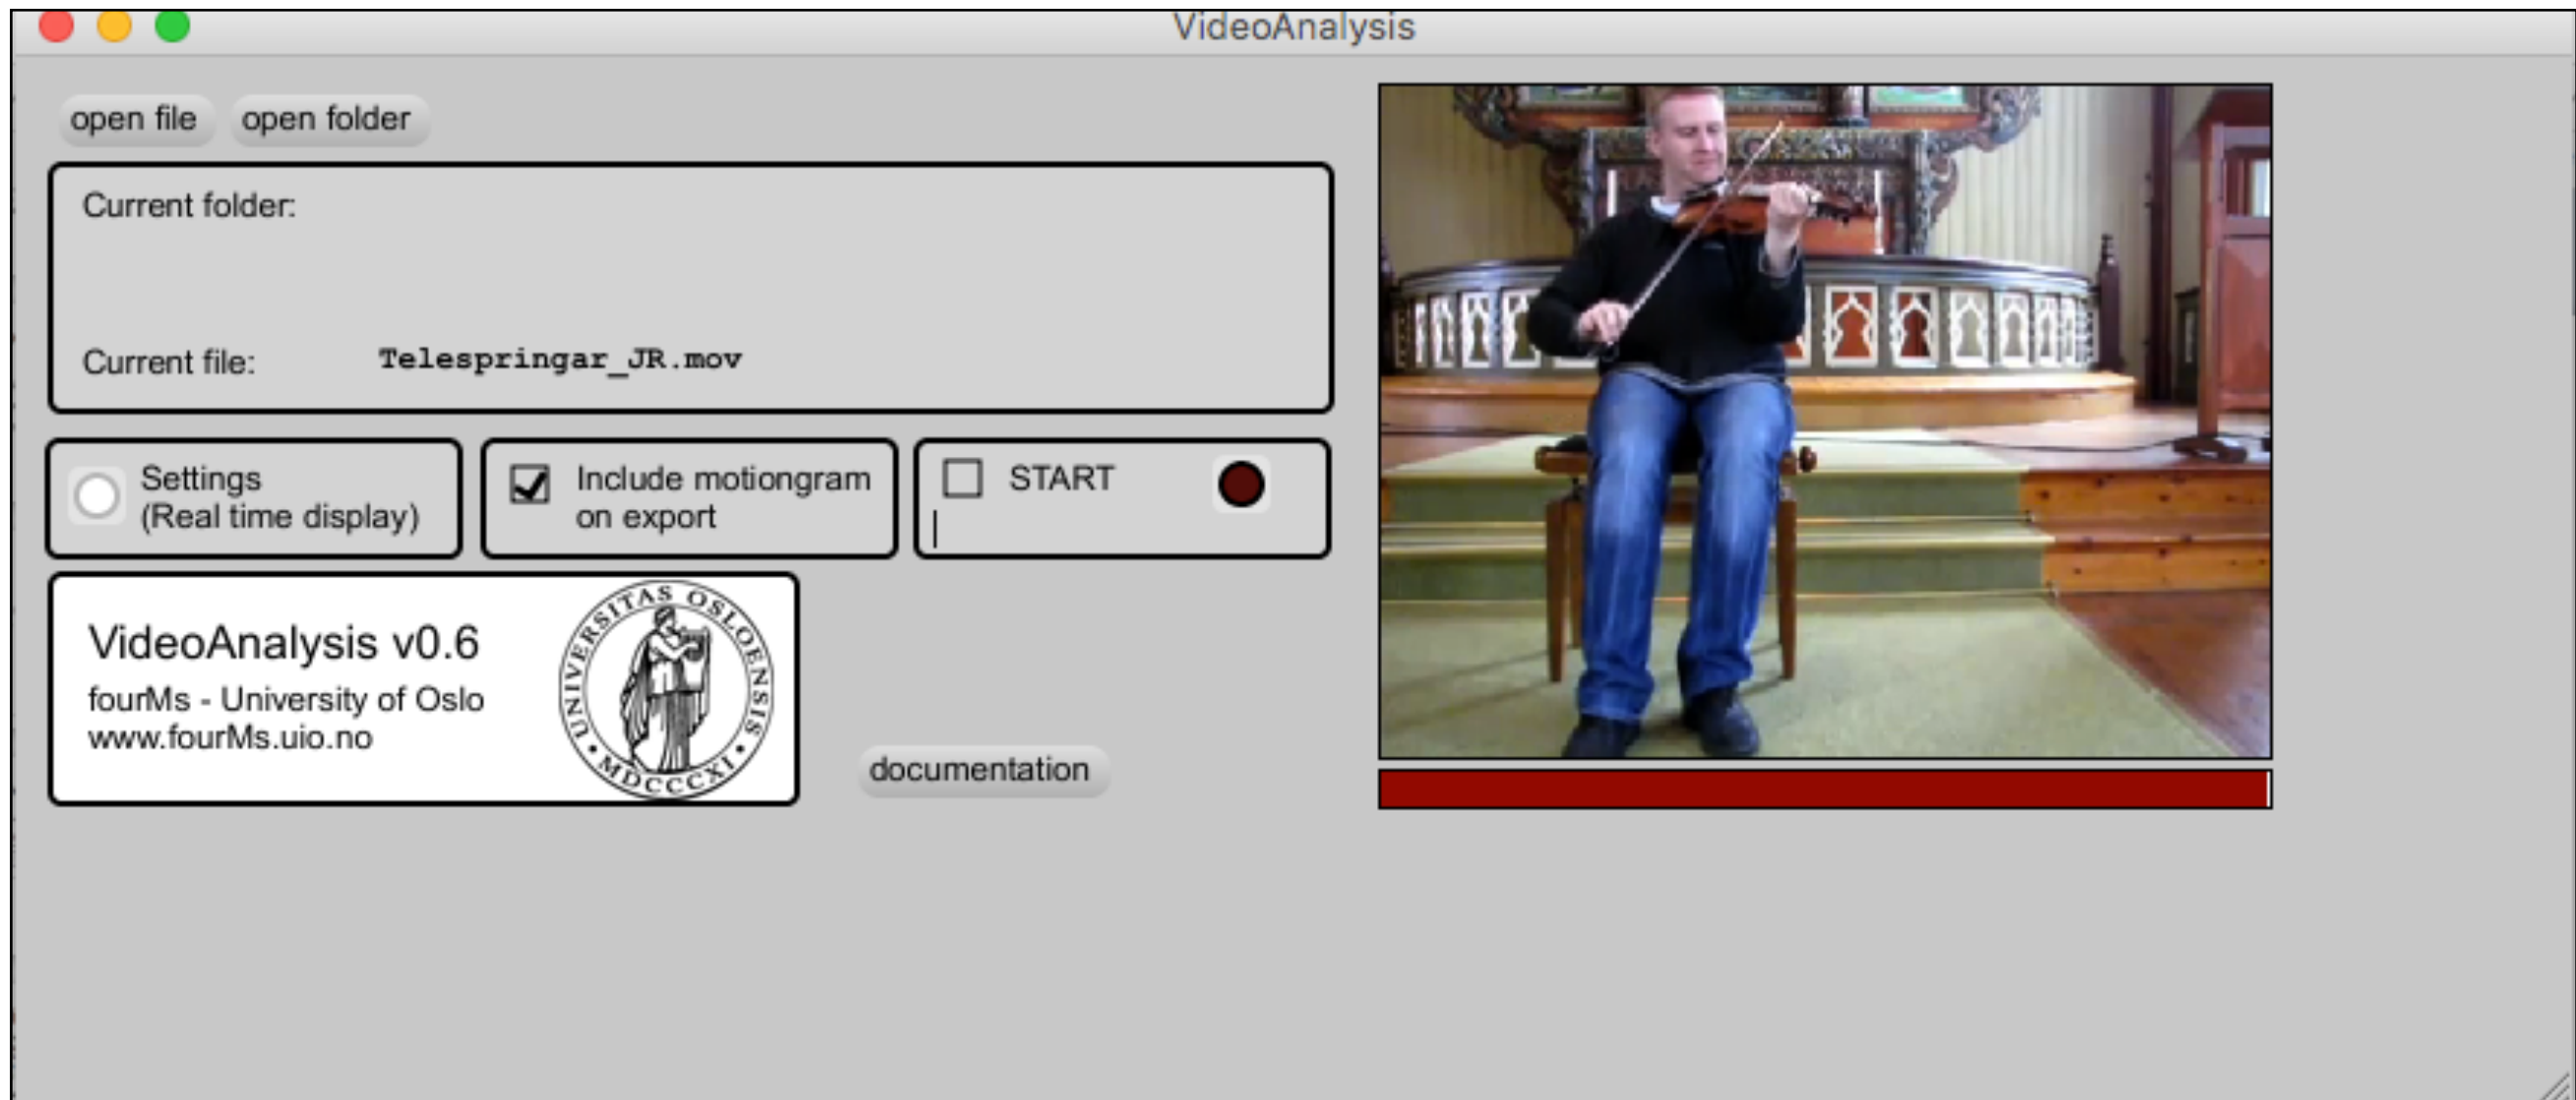 VideoAnalysis
open file open folder
Current folder:
Current file: Telespringar_JR.mov
Settings
(Real time display)
Include motiongram
on export
START
VideoAnalysis v0.6
fourMs - University of Oslo
www.fourMs.uio.no
UNIVERSITAS OSLOENSIS
MDCCCXI
documentation